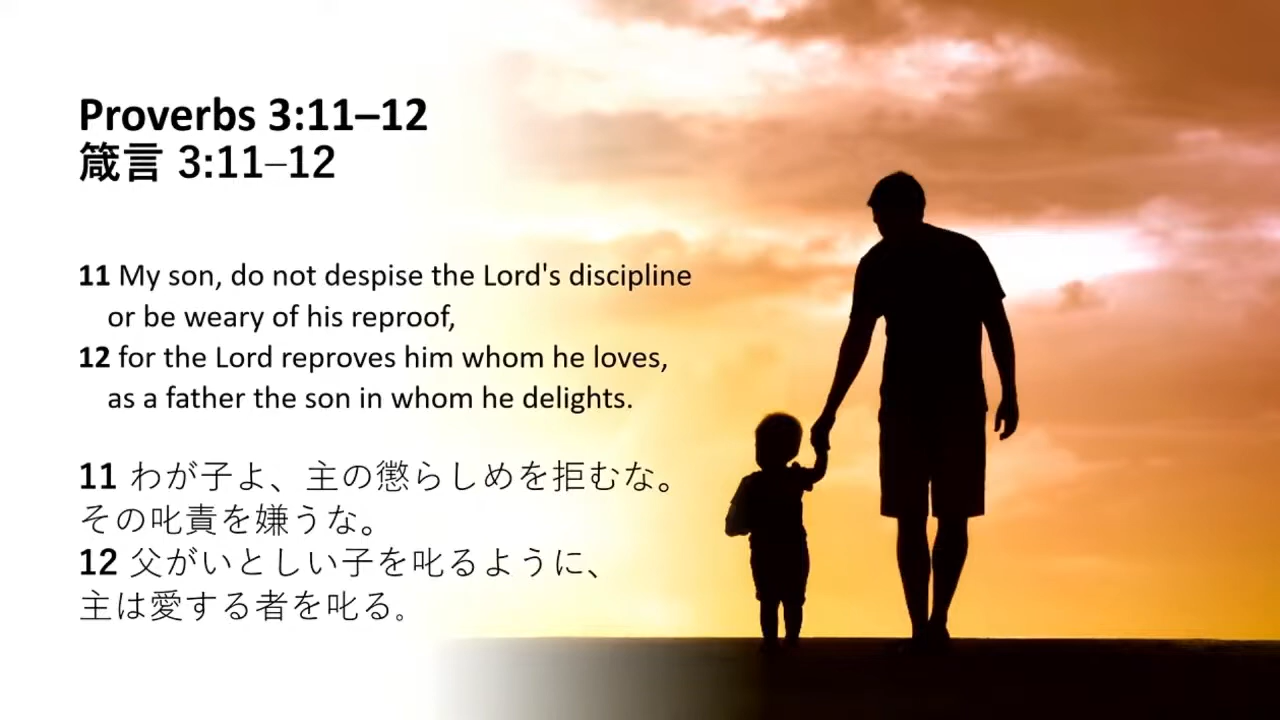 Proverbs 3:11–12
箴言 3:11–12
11 My son, do not despise the Lord's discipline
or be weary of his reproof,
12 for the Lord reproves him whom he loves,
as a father the son in whom he delights.
11 わが子よ、主の懲らしめを拒むな。
その叱責を嫌うな。
12 父がいとしい子を叱るように、
主は愛する者を叱る。